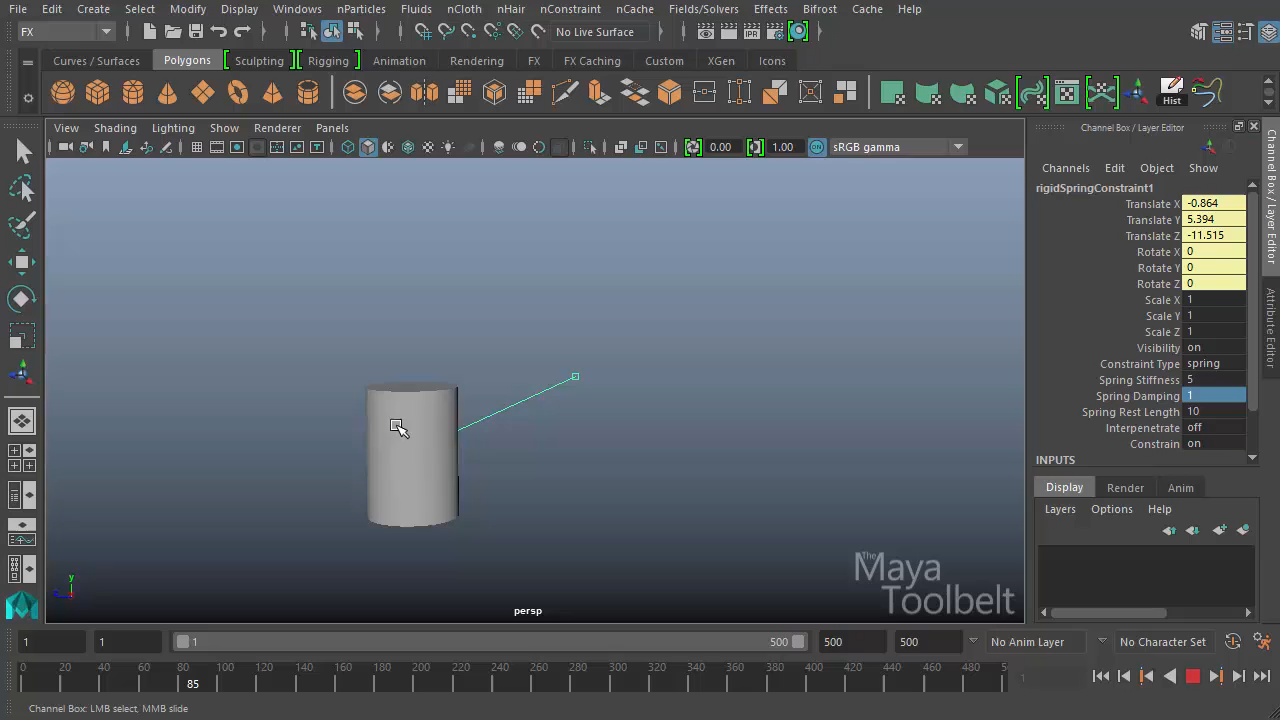 File Edit Create Select Modify Display Windows nParticles Fluids nCloth nHair nConstraint nCache Fields/Solvers Effects Bifrost Cache Help
FX No Live Surface
Curves / Surfaces Polygons Sculpting Rigging Animation Rendering FX FX Caching Custom XGen Icons
Hist
View Shading Lighting Show Renderer Panels
0.00 1.00 ON sRGB gamma
Channel Box / Layer Editor
Channels Edit Object Show
rigidSpringConstraint1
Translate X -0.864
Translate Y 5.394
Translate Z -11.515
Rotate X 0
Rotate Y 0
Rotate Z 0
Scale X 1
Scale Y 1
Scale Z 1
Visibility on
Constraint Type spring
Spring Stiffness 5
Spring Damping 1
Spring Rest Length 10
Interpenetrate off
Constrain on
INPUTS
Display Render Anim
Layers Options Help
Channel Box / Layer Editor
Attribute Editor
The
Maya
Toolbelt
y
persp
1 1 1 500 500 500 No Anim Layer No Character Set
0 20 40 60 80 100 120 140 160 180 200 220 240 260 280 300 320 340 360 380 400 420 440 460 480 5
85
1
Channel Box: LMB select, MMB slide